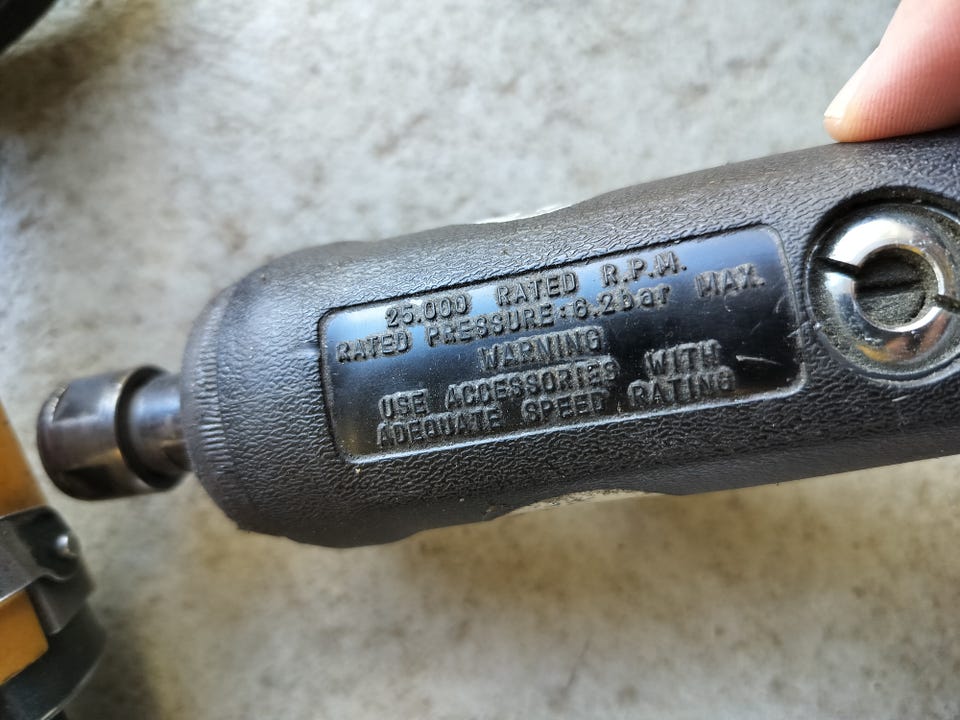 25.000 RATED R.P.M.
RATED PRESSURE:6.2bar MAX.
WARNING
USE ACCESSORIES WITH
ADEQUATE SPEED RATING